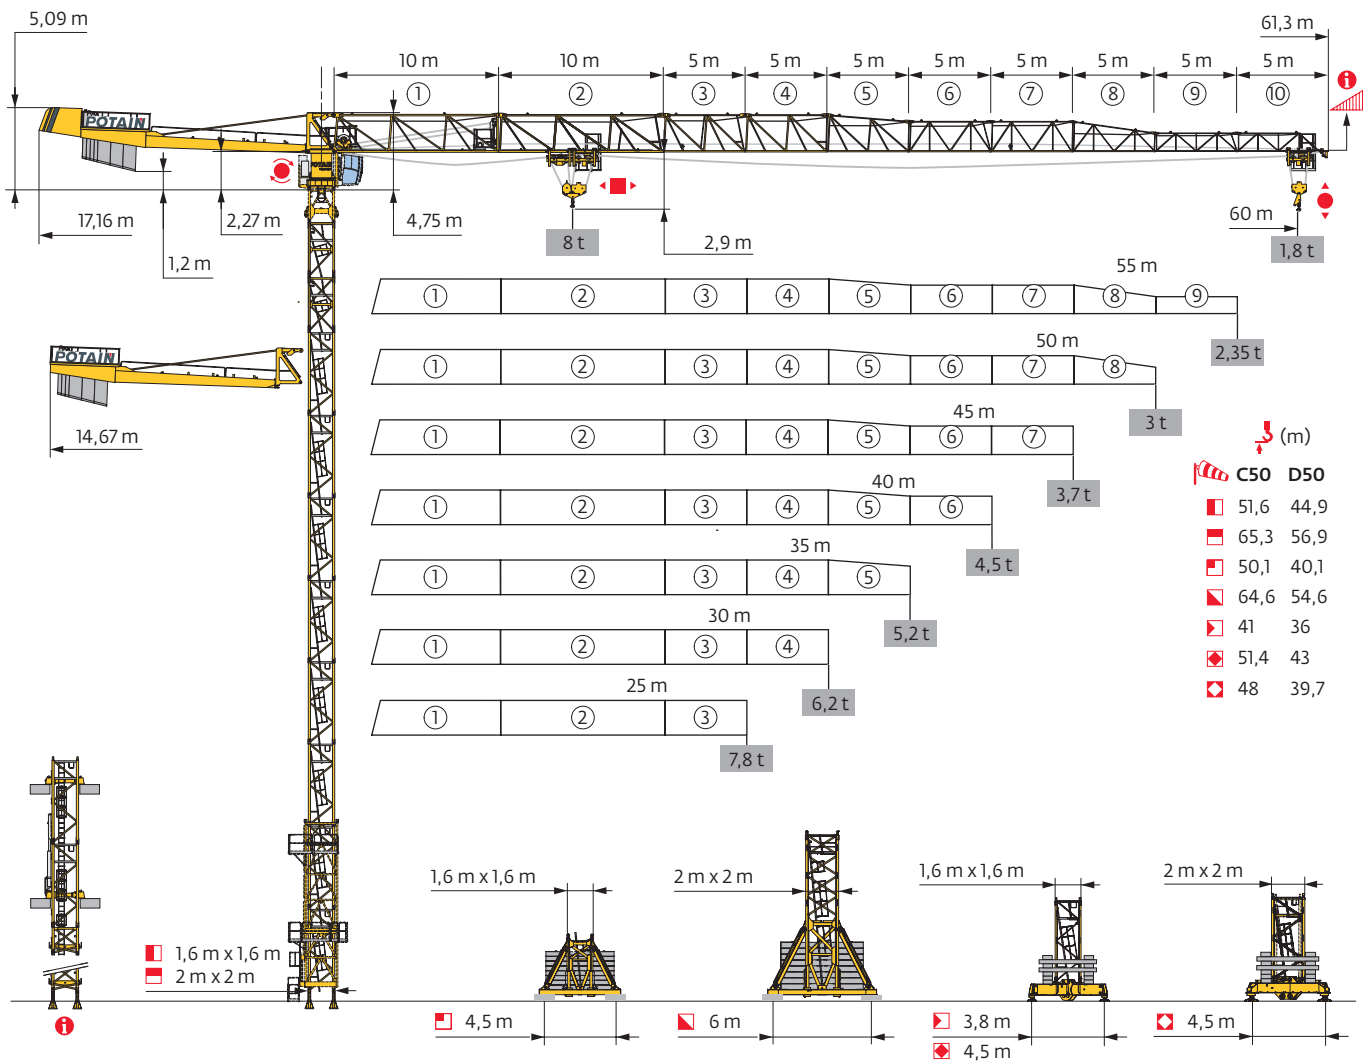 5,09 m
61,3 m
10 m 10 m 5 m 5 m 5 m 5 m 5 m 5 m 5 m 5 m
1 2 3 4 5 6 7 8 9 10
i
POTAIN
POTAIN
17,16 m
2,27 m
4,75 m
1,2 m
8 t
2,9 m
60 m
1,8 t
55 m
1 2 3 4 5 6 7 8 9
2,35 t
50 m
1 2 3 4 5 6 7 8
3 t
POTAIN
14,67 m
45 m
1 2 3 4 5 6 7
3,7 t
40 m
1 2 3 4 5 6
4,5 t
35 m
1 2 3 4 5
5,2 t
30 m
1 2 3 4
6,2 t
25 m
1 2 3
7,8 t
(m)
C50 D50
51,6 44,9
65,3 56,9
50,1 40,1
64,6 54,6
41 36
51,4 43
48 39,7
i
1,6 m x 1,6 m
2 m x 2 m
1,6 m x 1,6 m
4,5 m
2 m x 2 m
6 m
1,6 m x 1,6 m
3,8 m
4,5 m
2 m x 2 m
4,5 m